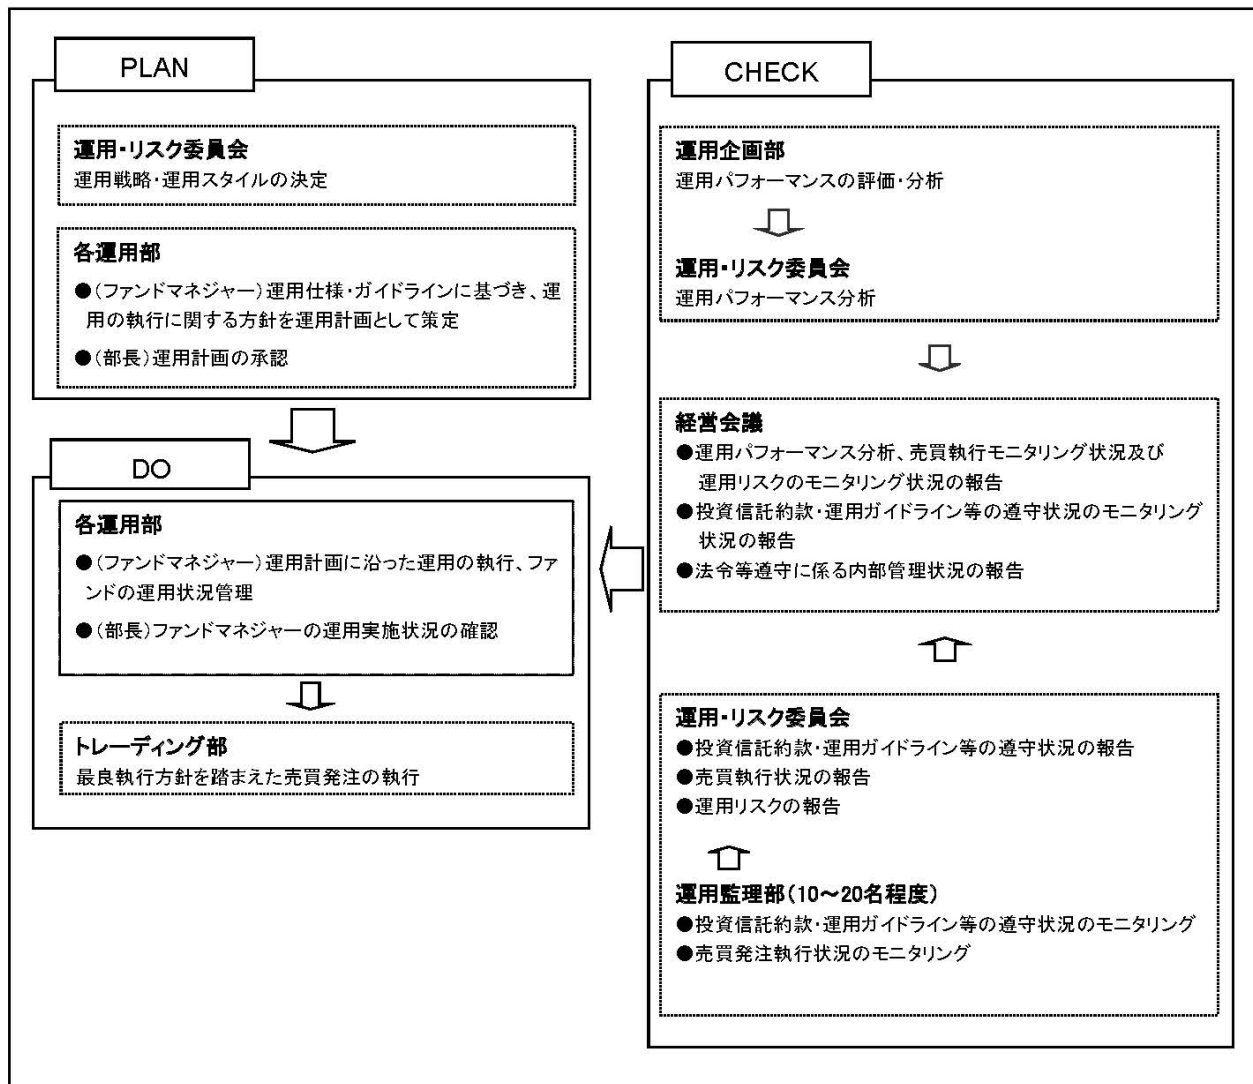 PLAN
運用・リスク委員会
運用戦略・運用スタイルの決定
各運用部
●(ファンドマネジャー)運用仕様・ガイドラインに基づき、運
用の執行に関する方針を運用計画として策定
●(部長)運用計画の承認
DO
各運用部
●(ファンドマネジャー)運用計画に沿った運用の執行、ファ
ンドの運用状況管理
●(部長)ファンドマネジャーの運用実施状況の確認
トレーディング部
最良執行方針を踏まえた売買発注の執行
CHECK
運用企画部
運用パフォーマンスの評価・分析
運用・リスク委員会
運用パフォーマンス分析
経営会議
●運用パフォーマンス分析、売買執行モニタリング状況及び
運用リスクのモニタリング状況の報告
●投資信託約款・運用ガイドライン等の遵守状況のモニタリング
状況の報告
●法令等遵守に係る内部管理状況の報告
運用・リスク委員会
●投資信託約款・運用ガイドライン等の遵守状況の報告
●売買執行状況の報告
●運用リスクの報告
運用監理部(10～20名程度)
●投資信託約款・運用ガイドライン等の遵守状況のモニタリング
●売買発注執行状況のモニタリング